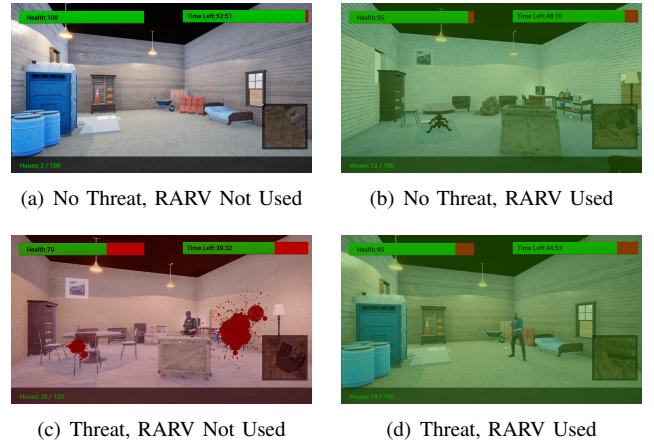 Health:100
Time Left:52:51
House:2 / 100
(a) No Threat, RARV Not Used
Health:95
Time Left:48:10
House:12 / 100
(b) No Threat, RARV Used
Health:70
Time Left:39:32
House:30 / 100
(c) Threat, RARV Not Used
Health:85
Time Left:44:53
House:19 / 100
(d) Threat, RARV Used